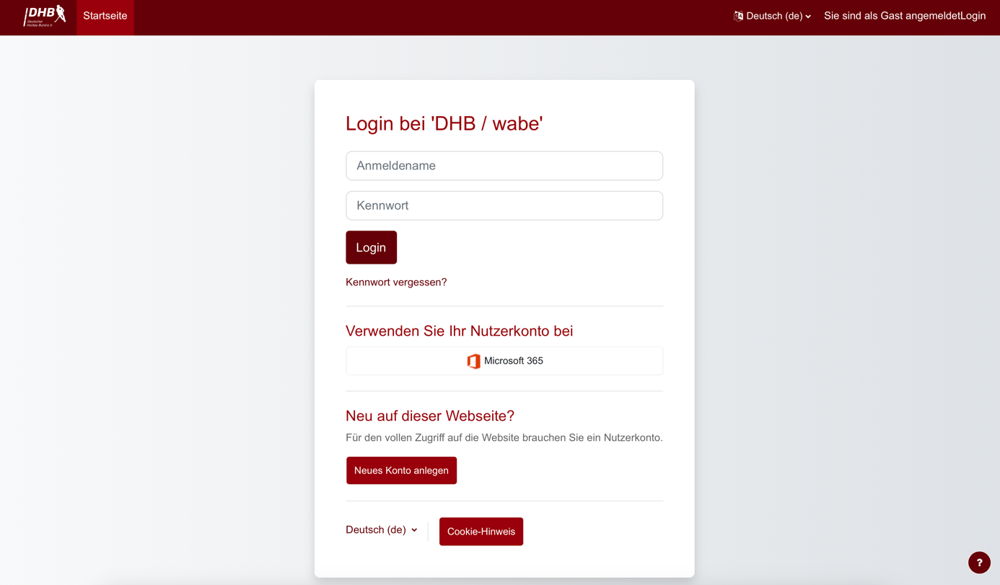 DHB
Deutscher
Hockey-Bund e.V.
Startseite
Deutsch (de)
Sie sind als Gast angemeldetLogin
Login bei 'DHB / wabe'
Anmeldename
Kennwort
Login
Kennwort vergessen?
Verwenden Sie Ihr Nutzerkonto bei
Microsoft 365
Neu auf dieser Webseite?
Für den vollen Zugriff auf die Website brauchen Sie ein Nutzerkonto.
Neues Konto anlegen
Deutsch (de)
Cookie-Hinweis
?